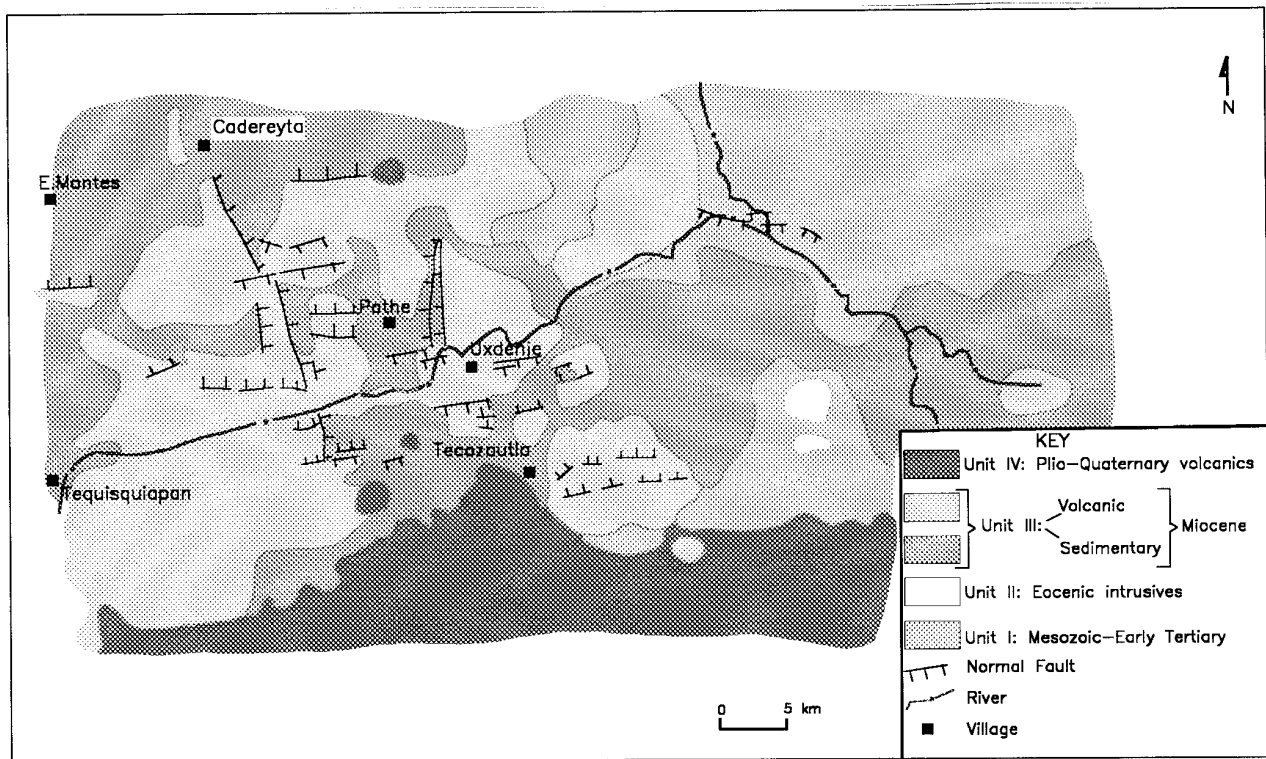 N
Cadereyta
E.Montes
Pathe
Uxdenje
Tecozautla
Tequisquiapan
KEY
Unit IV: Plio-Quaternary volcanics
Unit III: Volcanic
Sedimentary
Miocene
Unit II: Eocenic intrusives
Unit I: Mesozoic-Early Tertiary
Normal Fault
River
Village
0 5 km